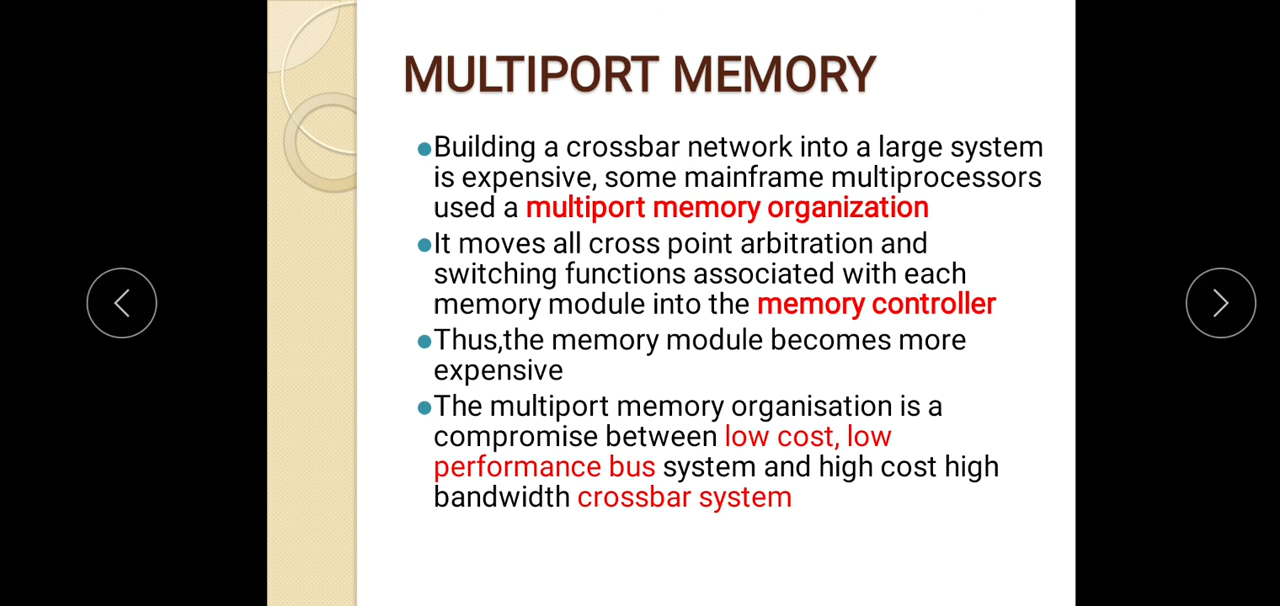 MULTIPORT MEMORY
●Building a crossbar network into a large system
is expensive, some mainframe multiprocessors
used a multiport memory organization
●It moves all cross point arbitration and
switching functions associated with each
memory module into the memory controller
●Thus,the memory module becomes more
expensive
●The multiport memory organisation is a
compromise between low cost, low
performance bus system and high cost high
bandwidth crossbar system